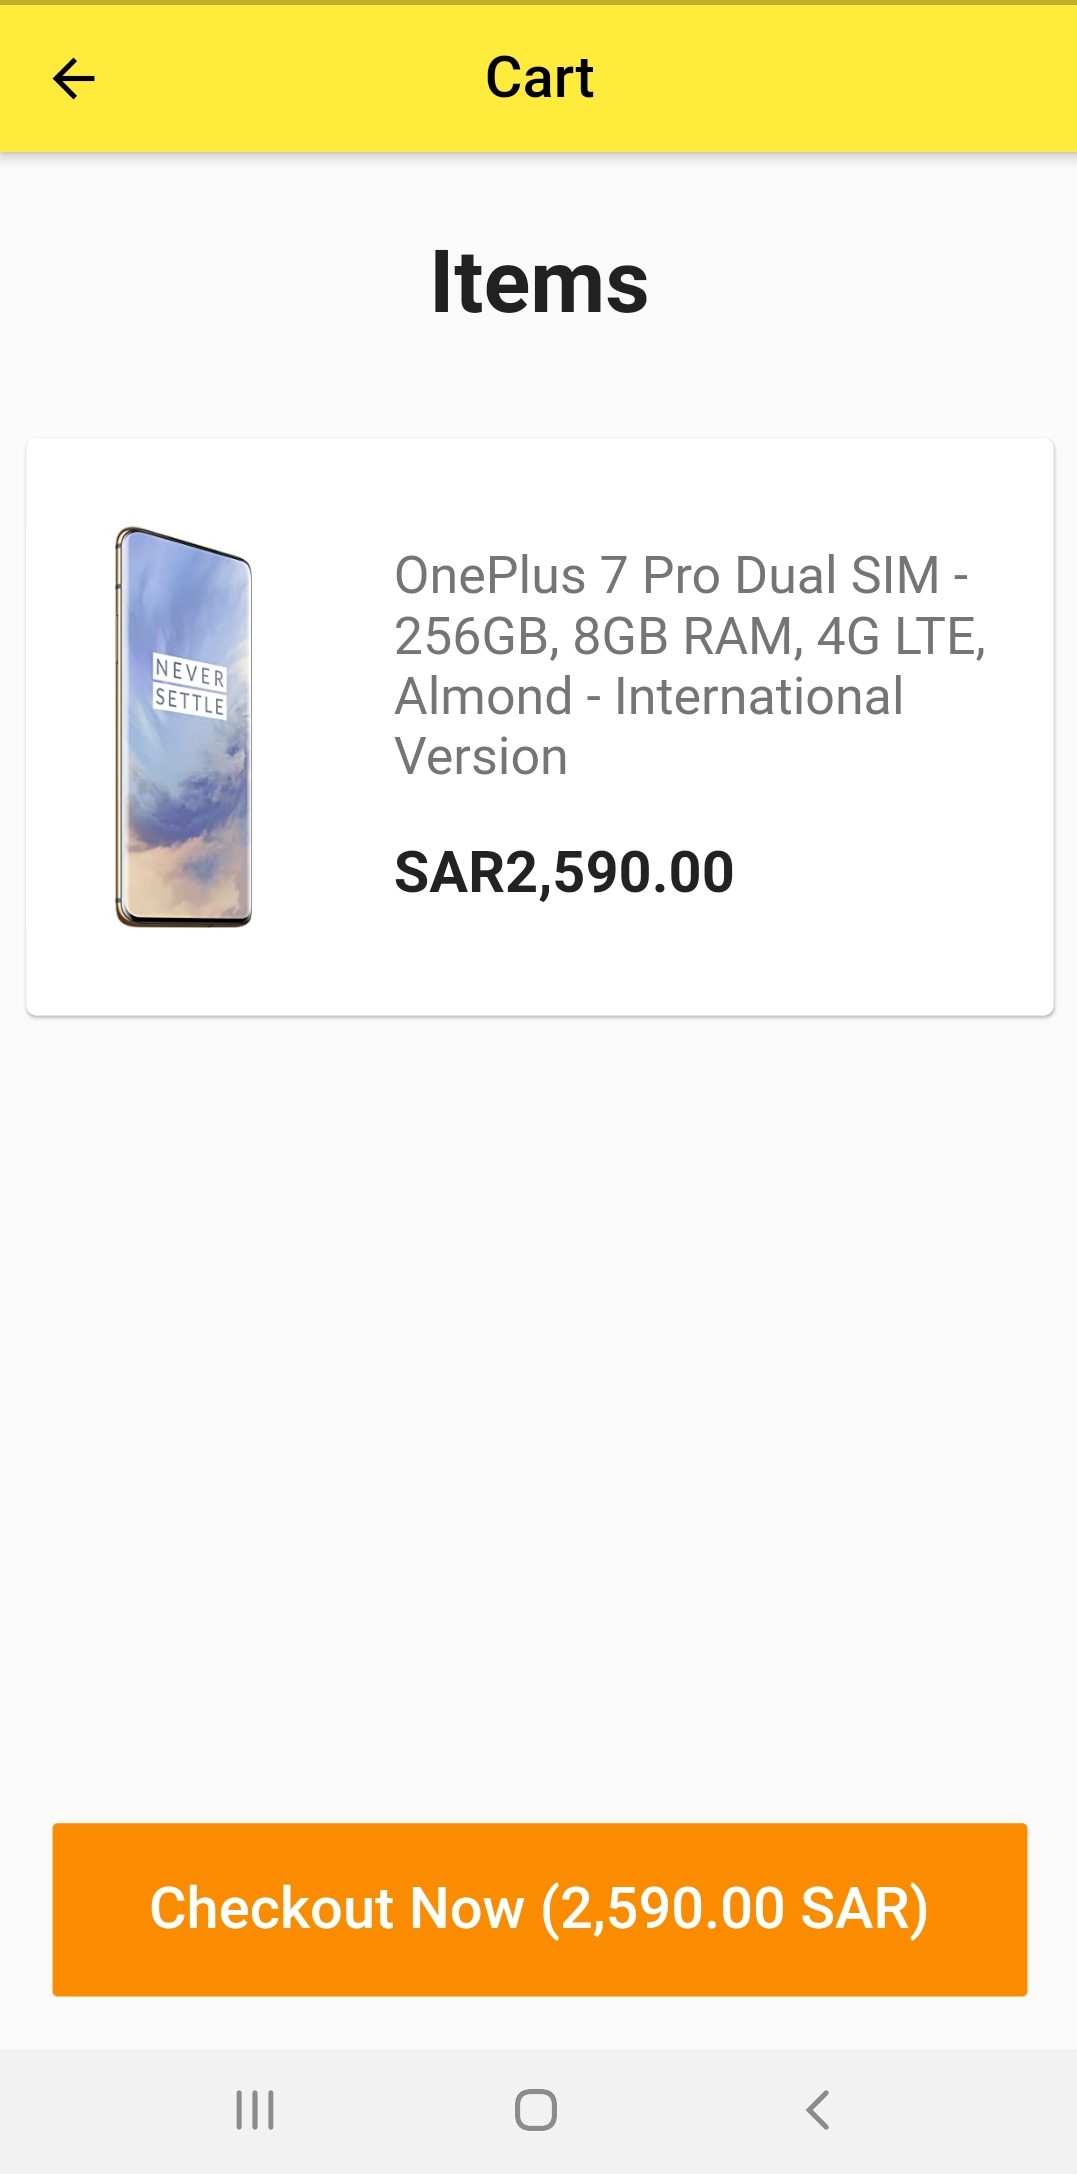 Cart
Items
NEVER
SETTLE
OnePlus 7 Pro Dual SIM -
256GB, 8GB RAM, 4G LTE,
Almond - International
Version
SAR2,590.00
Checkout Now (2,590.00 SAR)